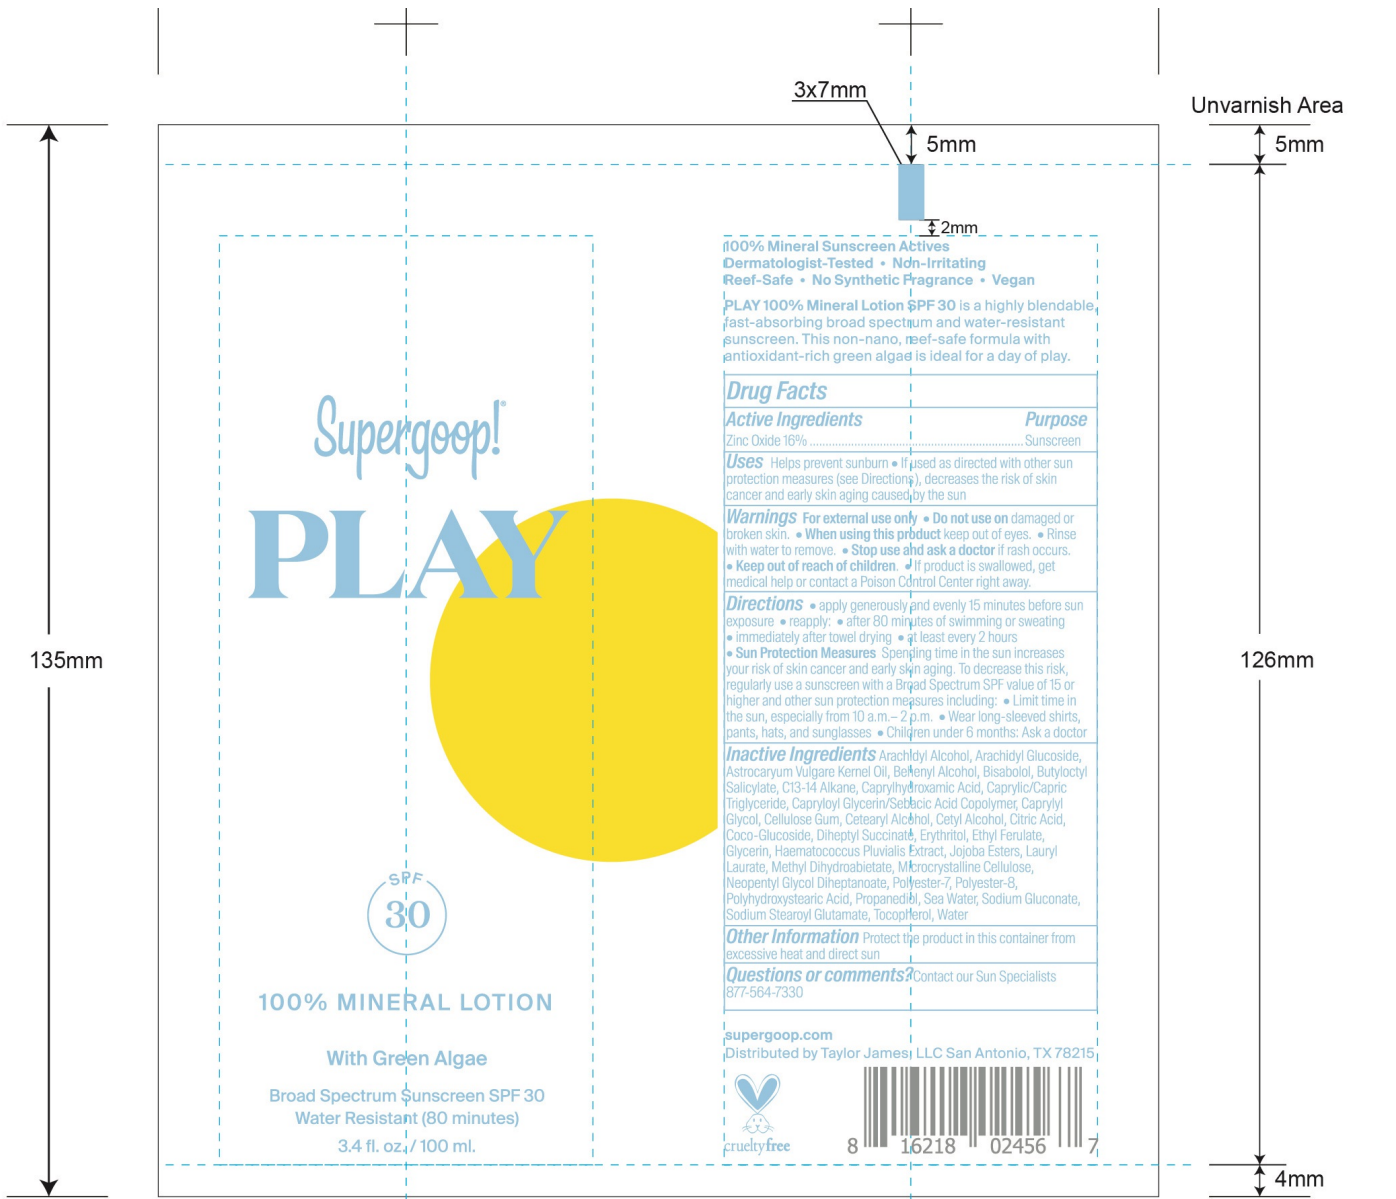 3x7mm
Unvarnish Area
5mm
5mm
2mm
135mm
126mm
4mm
Supergoop!®
PLAY
SPF
30
100% MINERAL LOTION
With Green Algae
Broad Spectrum Sunscreen SPF 30
Water Resistant (80 minutes)
3.4 fl. oz. / 100 ml.
100% Mineral Sunscreen Actives
Dermatologist-Tested • Non-Irritating
Reef-Safe • No Synthetic Fragrance • Vegan
PLAY 100% Mineral Lotion SPF 30 is a highly blendable,
fast-absorbing broad spectrum and water-resistant
sunscreen. This non-nano, reef-safe formula with
antioxidant-rich green algae is ideal for a day of play.
Drug Facts
Active Ingredients Purpose
Zinc Oxide 16% ................................................................ Sunscreen
Uses Helps prevent sunburn • If used as directed with other sun
protection measures (see Directions), decreases the risk of skin
cancer and early skin aging caused by the sun
Warnings For external use only • Do not use on damaged or
broken skin. • When using this product keep out of eyes. • Rinse
with water to remove. • Stop use and ask a doctor if rash occurs.
• Keep out of reach of children. • If product is swallowed, get
medical help or contact a Poison Control Center right away.
Directions • apply generously and evenly 15 minutes before sun
exposure • reapply: • after 80 minutes of swimming or sweating
• immediately after towel drying • at least every 2 hours
• Sun Protection Measures Spending time in the sun increases
your risk of skin cancer and early skin aging. To decrease this risk,
regularly use a sunscreen with a Broad Spectrum SPF value of 15 or
higher and other sun protection measures including: • Limit time in
the sun, especially from 10 a.m.– 2 p.m. • Wear long-sleeved shirts,
pants, hats, and sunglasses • Children under 6 months: Ask a doctor
Inactive Ingredients Arachidyl Alcohol, Arachidyl Glucoside,
Astrocaryum Vulgare Kernel Oil, Behenyl Alcohol, Bisabolol, Butyloctyl
Salicylate, C13-14 Alkane, Caprylhydroxamic Acid, Caprylic/Capric
Triglyceride, Capryloyl Glycerin/Sebacic Acid Copolymer, Caprylyl
Glycol, Cellulose Gum, Cetearyl Alcohol, Cetyl Alcohol, Citric Acid,
Coco-Glucoside, Diheptyl Succinate, Erythritol, Ethyl Ferulate,
Glycerin, Haematococcus Pluvialis Extract, Jojoba Esters, Lauryl
Laurate, Methyl Dihydroabietate, Microcrystalline Cellulose,
Neopentyl Glycol Diheptanoate, Polyester-7, Polyester-8,
Polyhydroxystearic Acid, Propanediol, Sea Water, Sodium Gluconate,
Sodium Stearoyl Glutamate, Tocopherol, Water
Other Information Protect the product in this container from
excessive heat and direct sun
Questions or comments? Contact our Sun Specialists
877-564-7330
supergoop.com
Distributed by Taylor James, LLC San Antonio, TX 78215
crueltyfree
8 16218 02456 7